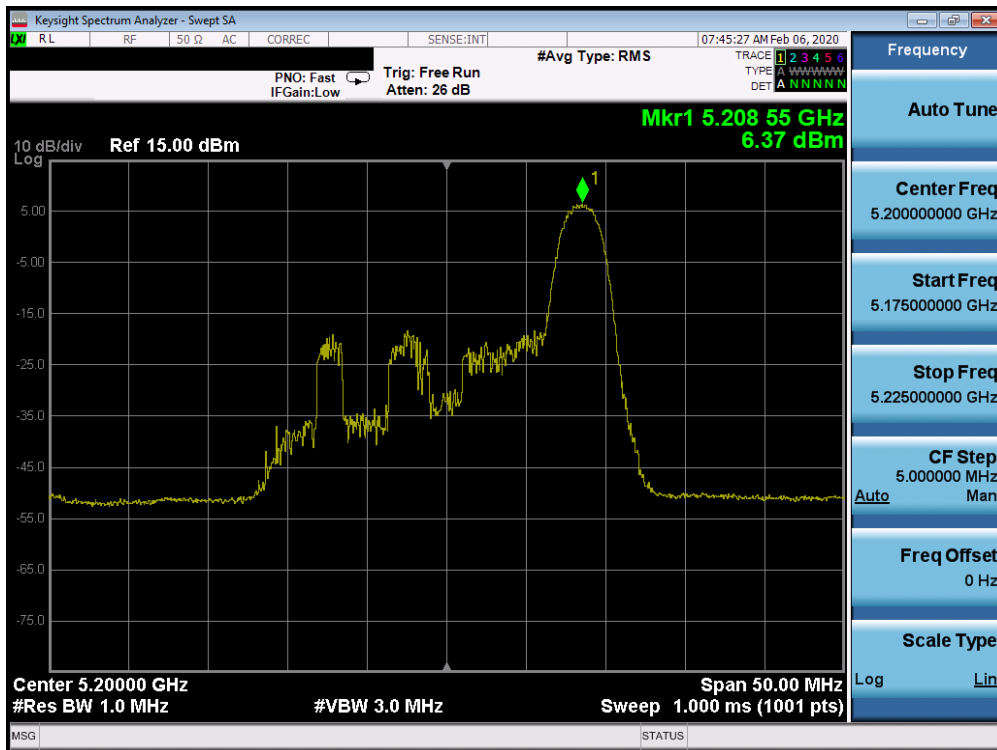 Keysight Spectrum Analyzer - Swept SA
LXI RL RF 50 Ω AC CORREC SENSE:INT 07:45:27 AM Feb 06, 2020
Frequency
#Avg Type: RMS
TRACE 1 2 3 4 5 6
PNO: Fast Trig: Free Run
TYPE A WWWWW
IFGain:Low Atten: 26 dB
DET A N N N N N
Auto Tune
Mkr1 5.208 55 GHz
6.37 dBm
10 dB/div Ref 15.00 dBm
Log
1
5.00
-5.00
-15.0
-25.0
-35.0
-45.0
-55.0
-65.0
-75.0
Center Freq
5.200000000 GHz
Start Freq
5.175000000 GHz
Stop Freq
5.225000000 GHz
CF Step
5.000000 MHz
Auto Man
Freq Offset
0 Hz
Scale Type
Log Lin
Center 5.20000 GHz Span 50.00 MHz
#Res BW 1.0 MHz #VBW 3.0 MHz Sweep 1.000 ms (1001 pts)
MSG STATUS